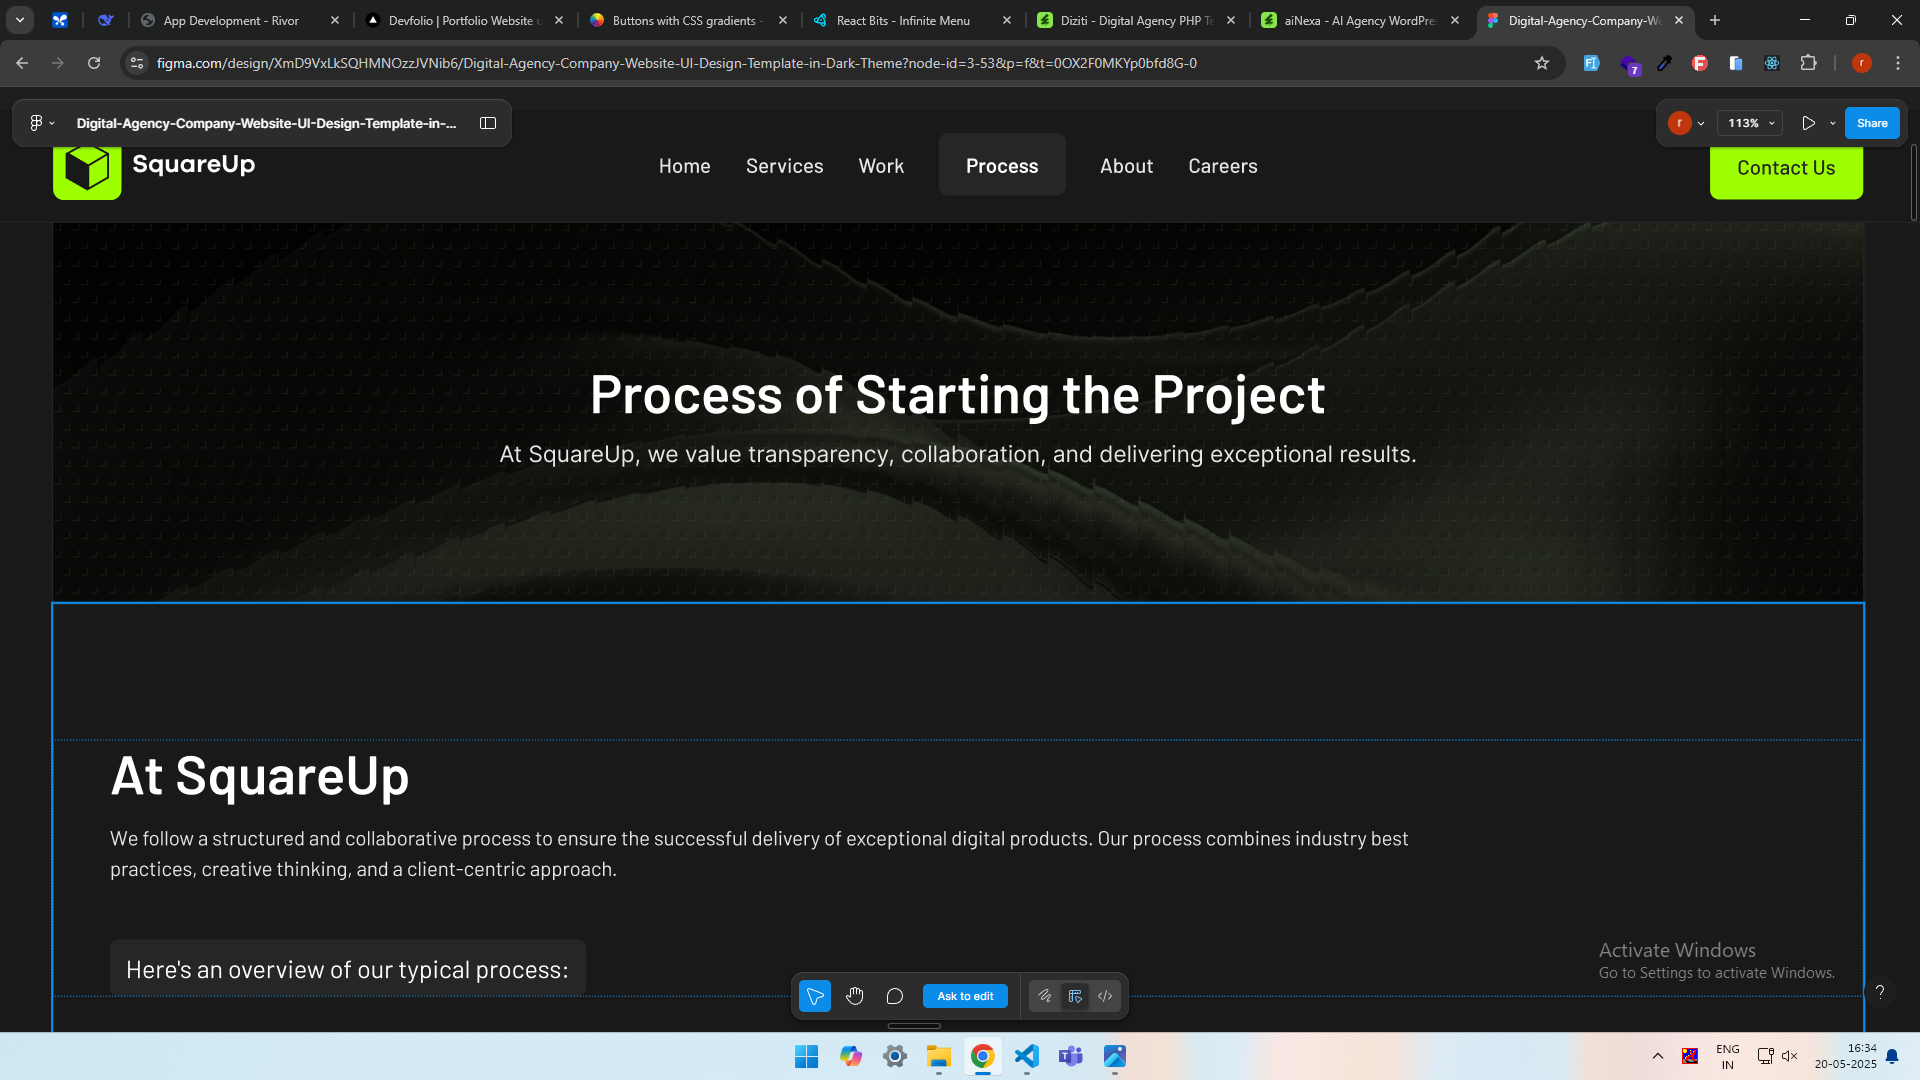 App Development - Rivor
Devfolio | Portfolio Website u
Buttons with CSS gradients -
React Bits - Infinite Menu
Diziti - Digital Agency PHP Te
aiNexa - AI Agency WordPre
Digital-Agency-Company-We
figma.com/design/XmD9VxLkSQHMNOzzJVNib6/Digital-Agency-Company-Website-UI-Design-Template-in-Dark-Theme?node-id=3-53&p=f&t=0OX2F0MKYp0bfd8G-0
7
r
Digital-Agency-Company-Website-UI-Design-Template-in-...
r
113%
Share
SquareUp
Home
Services
Work
Process
About
Careers
Contact Us
Process of Starting the Project
At SquareUp, we value transparency, collaboration, and delivering exceptional results.
At SquareUp
We follow a structured and collaborative process to ensure the successful delivery of exceptional digital products. Our process combines industry best
practices, creative thinking, and a client-centric approach.
Here's an overview of our typical process:
Activate Windows
Go to Settings to activate Windows.
Ask to edit
?
ENG
IN
16:34
20-05-2025